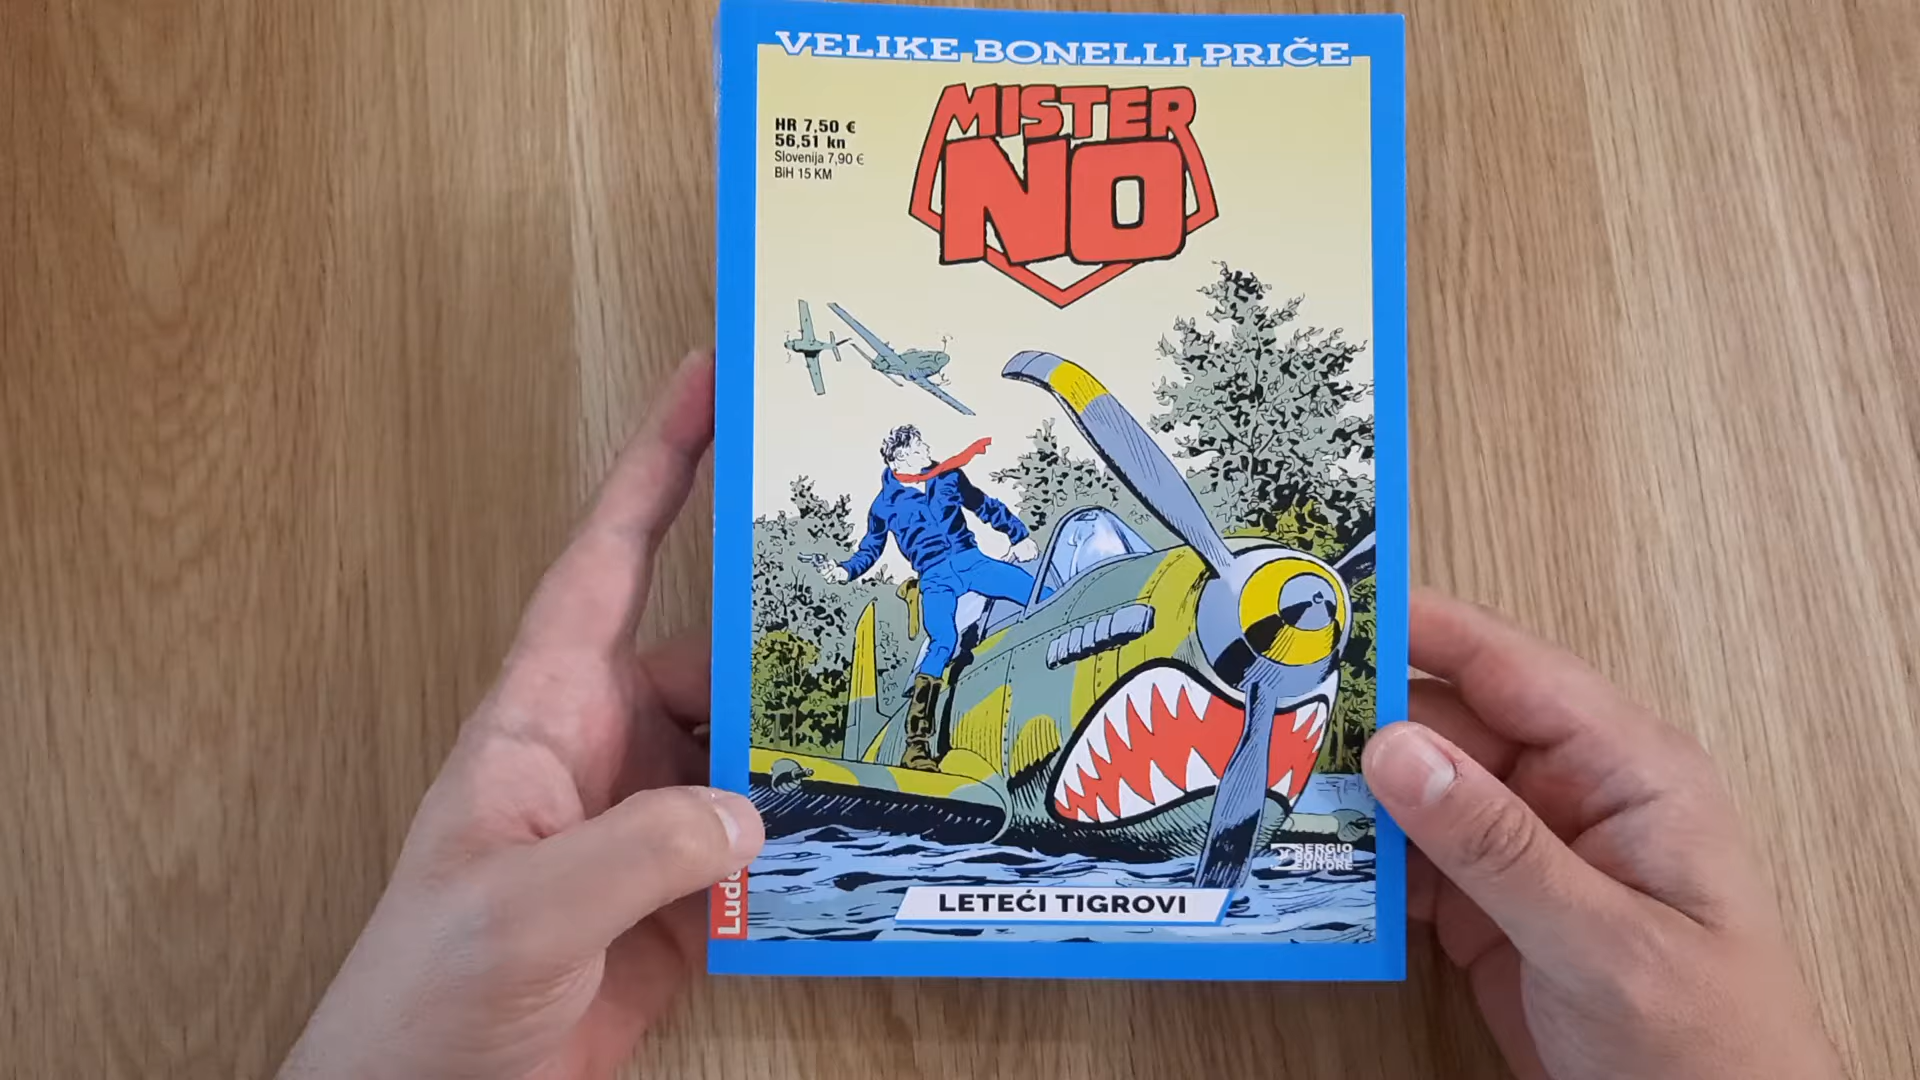 VELIKE BONELLI PRIČE
MISTER
NO
HR 7,50 €
56,51 kn
Slovenija 7,90 €
BiH 15 KM
SERGIO
BONELLI
EDITORE
LETEĆI TIGROVI